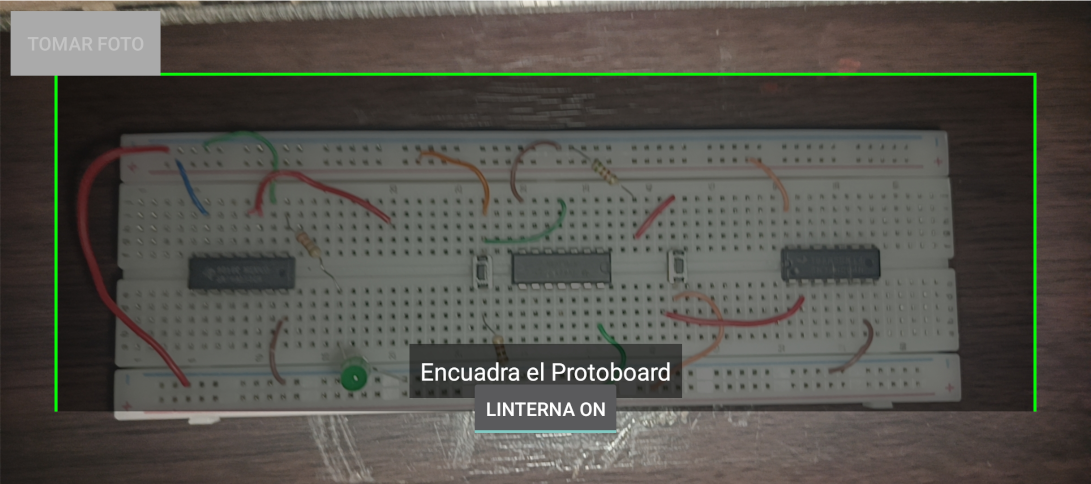 TOMAR FOTO
Encuadra el Protoboard
LINTERNA ON